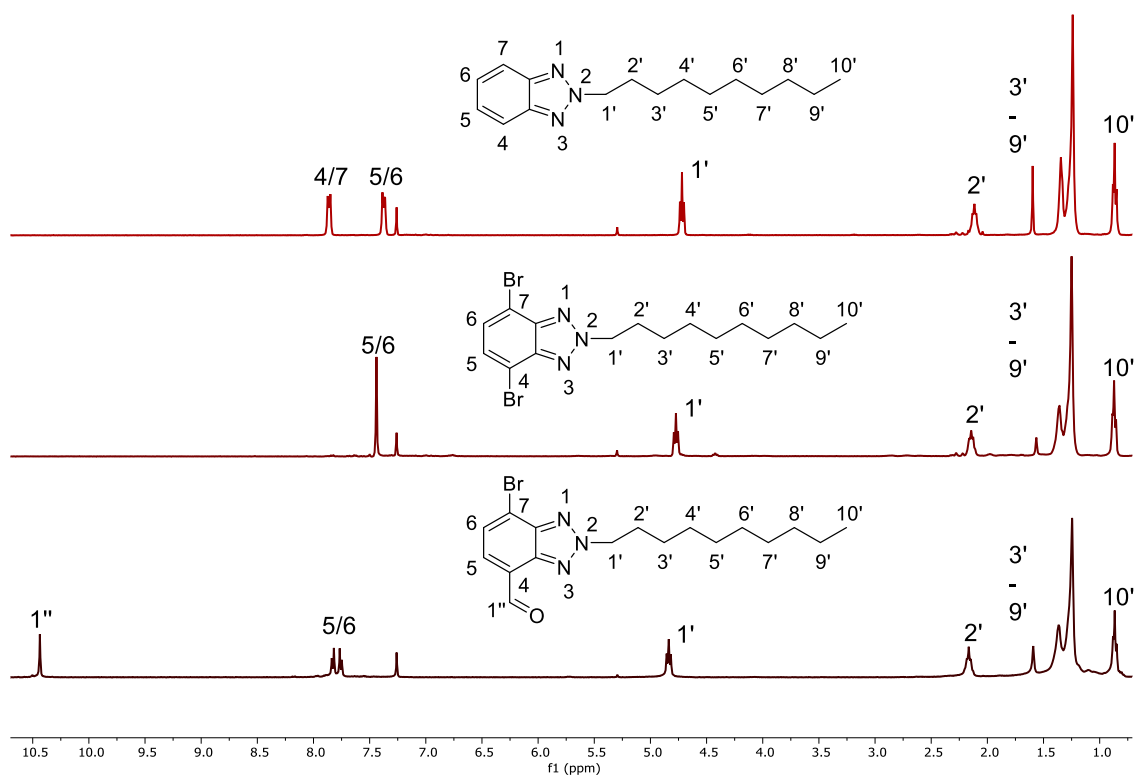 7 1 2' 4' 6' 8' 10'
6 N 2 N 3' 5' 7' 9' 1'
5 N 3
4
4/7 5/6 1' 2' 3' - 9' 10'
Br
7 1 2' 4' 6' 8' 10'
6 N 2 N 3' 5' 7' 9' 1'
5 N 3
4
Br
5/6 1' 2' 3' - 9' 10'
Br
7 1 2' 4' 6' 8' 10'
6 N 2 N 3' 5' 7' 9' 1'
5 N 3
4
1'' O
1'' 5/6 1' 2' 3' - 9' 10'
10.5 10.0 9.5 9.0 8.5 8.0 7.5 7.0 6.5 6.0 5.5 5.0 4.5 4.0 3.5 3.0 2.5 2.0 1.5 1.0
f1 (ppm)